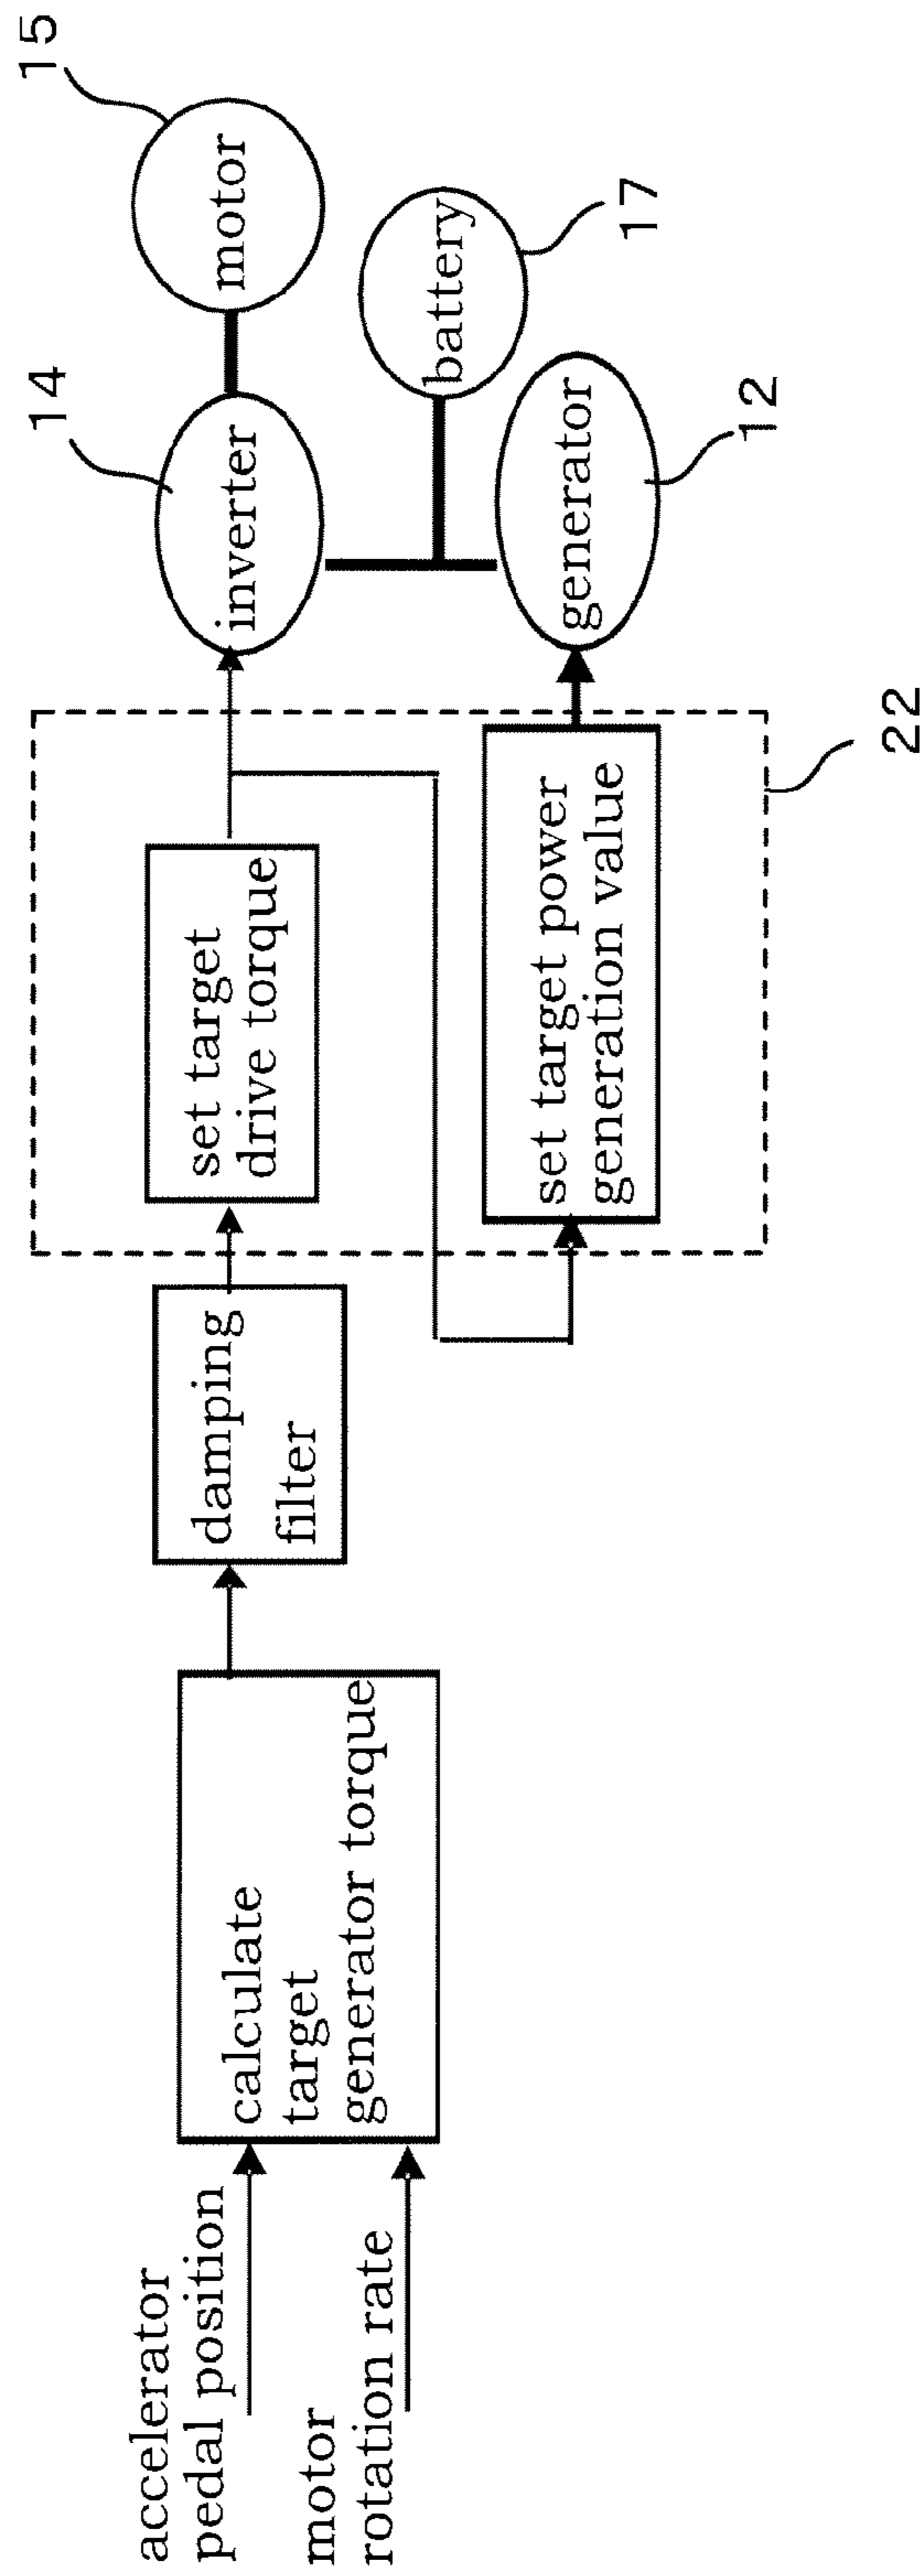 accelerator
pedal position
motor
rotation rate
calculate
target
generator torque
damping
filter
set target
drive torque
set target power
generation value
22
inverter
14
motor
15
battery
17
generator
12